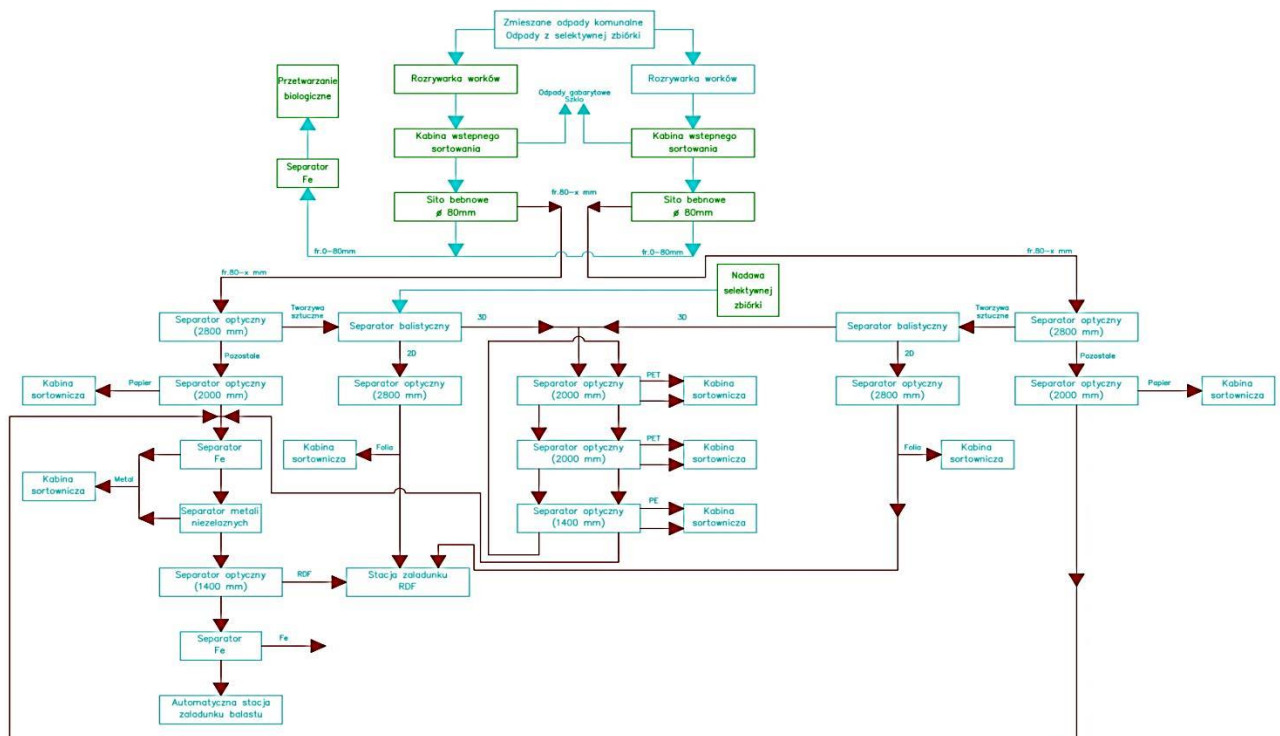 Zmieszane odpady komunalne
Odpady z selektywnej zbiórki
Przetwarzanie
biologiczne
Rozrywarka worków
Rozrywarka worków
Odpady gabarytowe
Szkło
Kabina wstepnego
sortowania
Kabina wstepnego
sortowania
Separator
Fe
Sito bebnowe
ø 80mm
fr.80-x mm
Sito bebnowe
ø 80mm
fr.0-80mm
fr.0-80mm
fr.80-x mm
fr.80-x mm
Nadawa
selektywnej
zbiórki
Separator optyczny
(2800 mm)
Tworzywa
sztuczne
Separator balistyczny
3D
3D
Separator balistyczny
Tworzywa
sztuczne
Separator optyczny
(2800 mm)
Pozostałe
2D
2D
Pozostałe
Kabina
sortownicza
Papier
Separator optyczny
(2000 mm)
Separator optyczny
(2800 mm)
Separator optyczny
(2000 mm)
PET
Kabina
sortownicza
Separator optyczny
(2800 mm)
Separator optyczny
(2000 mm)
Papier
Kabina
sortownicza
Separator
Fe
Kabina
sortownicza
Folia
Separator optyczny
(2000 mm)
PET
Kabina
sortownicza
Folia
Kabina
sortownicza
Kabina
sortownicza
Metal
Separator metali
nieżelaznych
Separator optyczny
(1400 mm)
PE
Kabina
sortownicza
Separator optyczny
(1400 mm)
RDF
Stacja załadunku
RDF
Separator
Fe
Fe
Automatyczna stacja
załadunku balastu